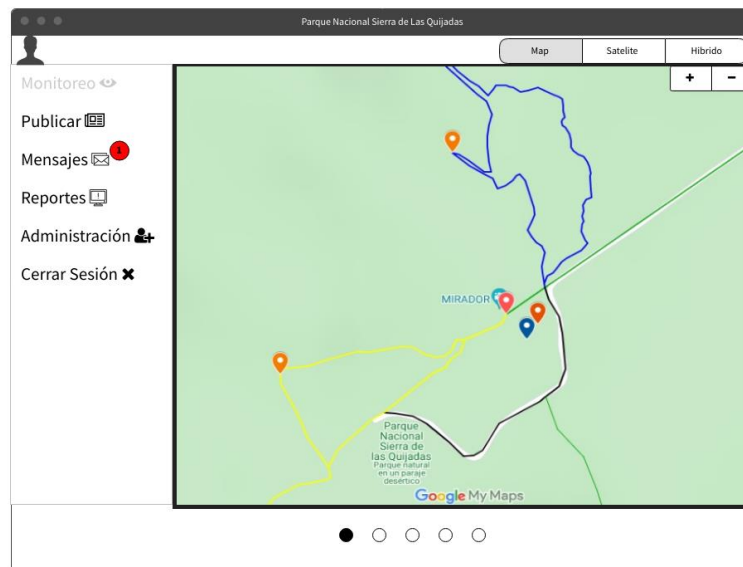 Parque Nacional Sierra de Las Quijadas
Map
Satelite
Hibrido
+
-
Monitoreo
Publicar
Mensajes
1
Reportes
Administración
Cerrar Sesión
MIRADOR
Parque
Nacional
Sierra de
las Quijadas
Parque natural
en un paraje
desértico
Google My Maps